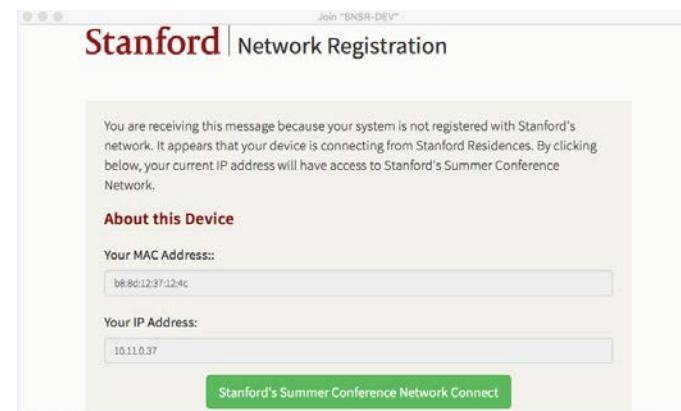 Join "SNSR-DEV"
Stanford | Network Registration
You are receiving this message because your system is not registered with Stanford's
network. It appears that your device is connecting from Stanford Residences. By clicking
below, your current IP address will have access to Stanford's Summer Conference
Network.
About this Device
Your MAC Address::
b8:8d:12:37:12:4c
Your IP Address:
10.11.0.37
Stanford's Summer Conference Network Connect